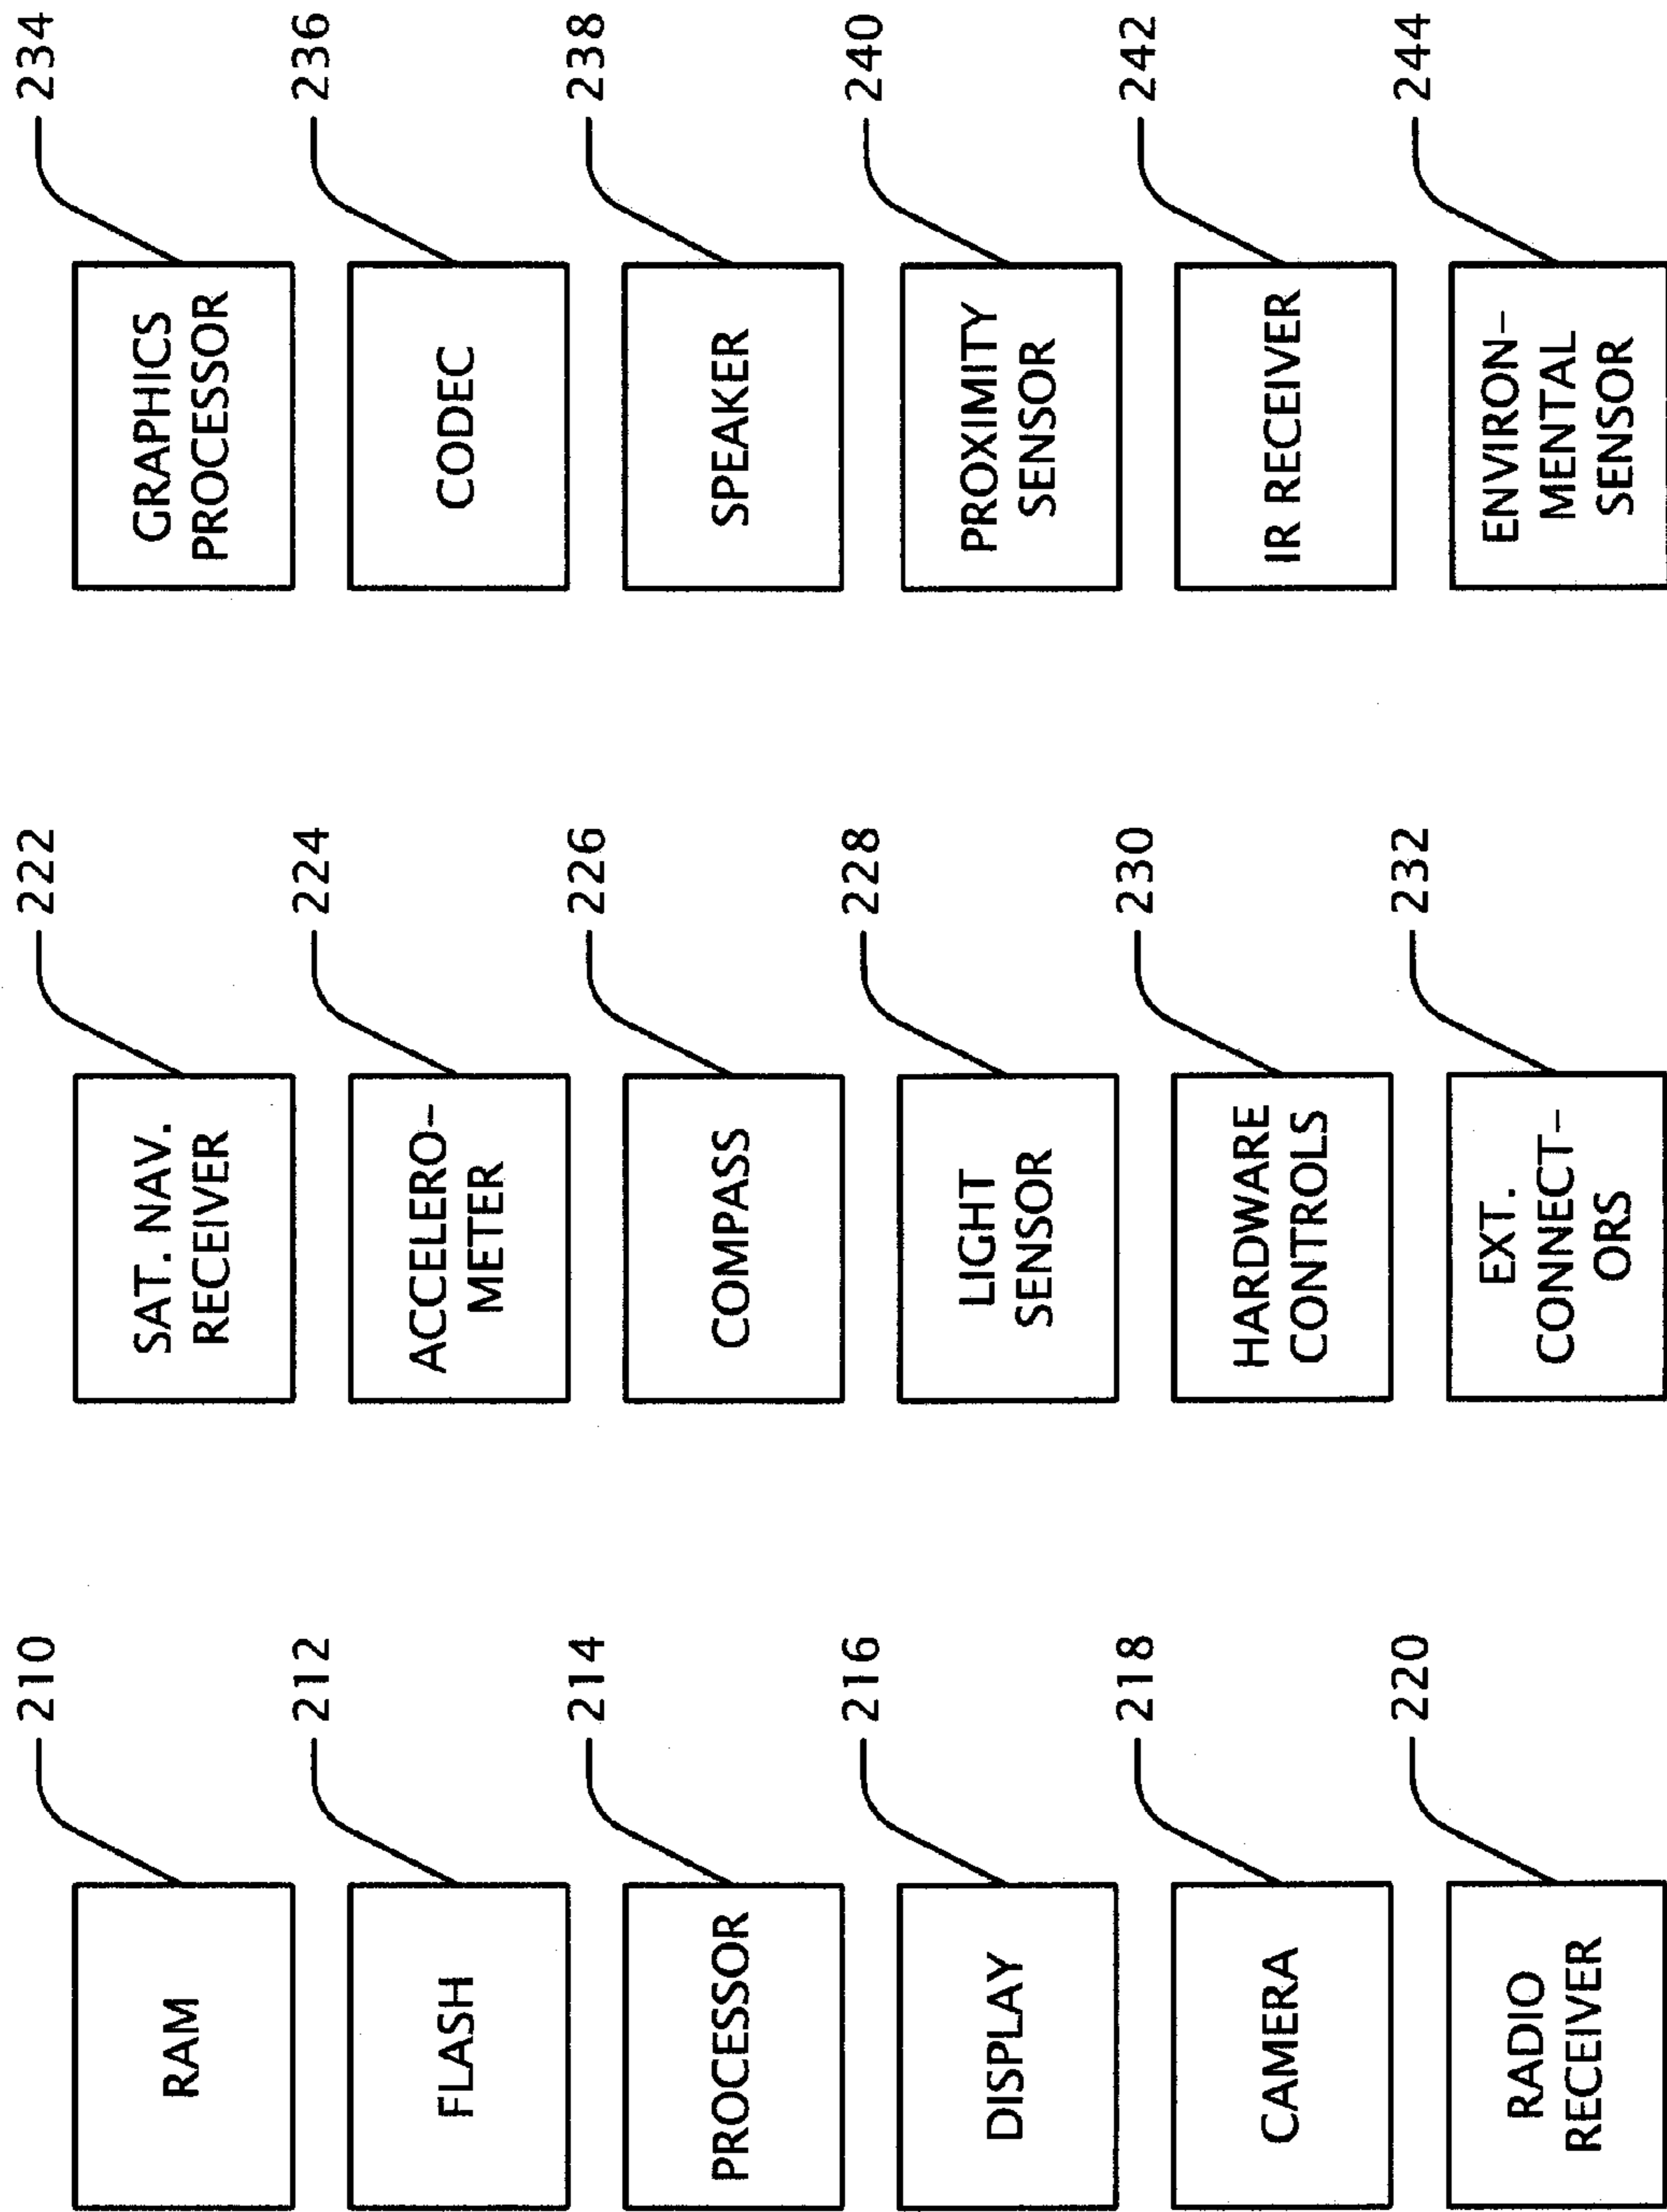 RAM
210
FLASH
212
PROCESSOR
214
DISPLAY
216
CAMERA
218
RADIO
RECEIVER
220
SAT. NAV.
RECEIVER
222
ACCELERO-
METER
224
COMPASS
226
LIGHT
SENSOR
228
HARDWARE
CONTROLS
230
EXT.
CONNECT-
ORS
232
GRAPHICS
PROCESSOR
234
CODEC
236
SPEAKER
238
PROXIMITY
SENSOR
240
IR RECEIVER
242
ENVIRON-
MENTAL
SENSOR
244